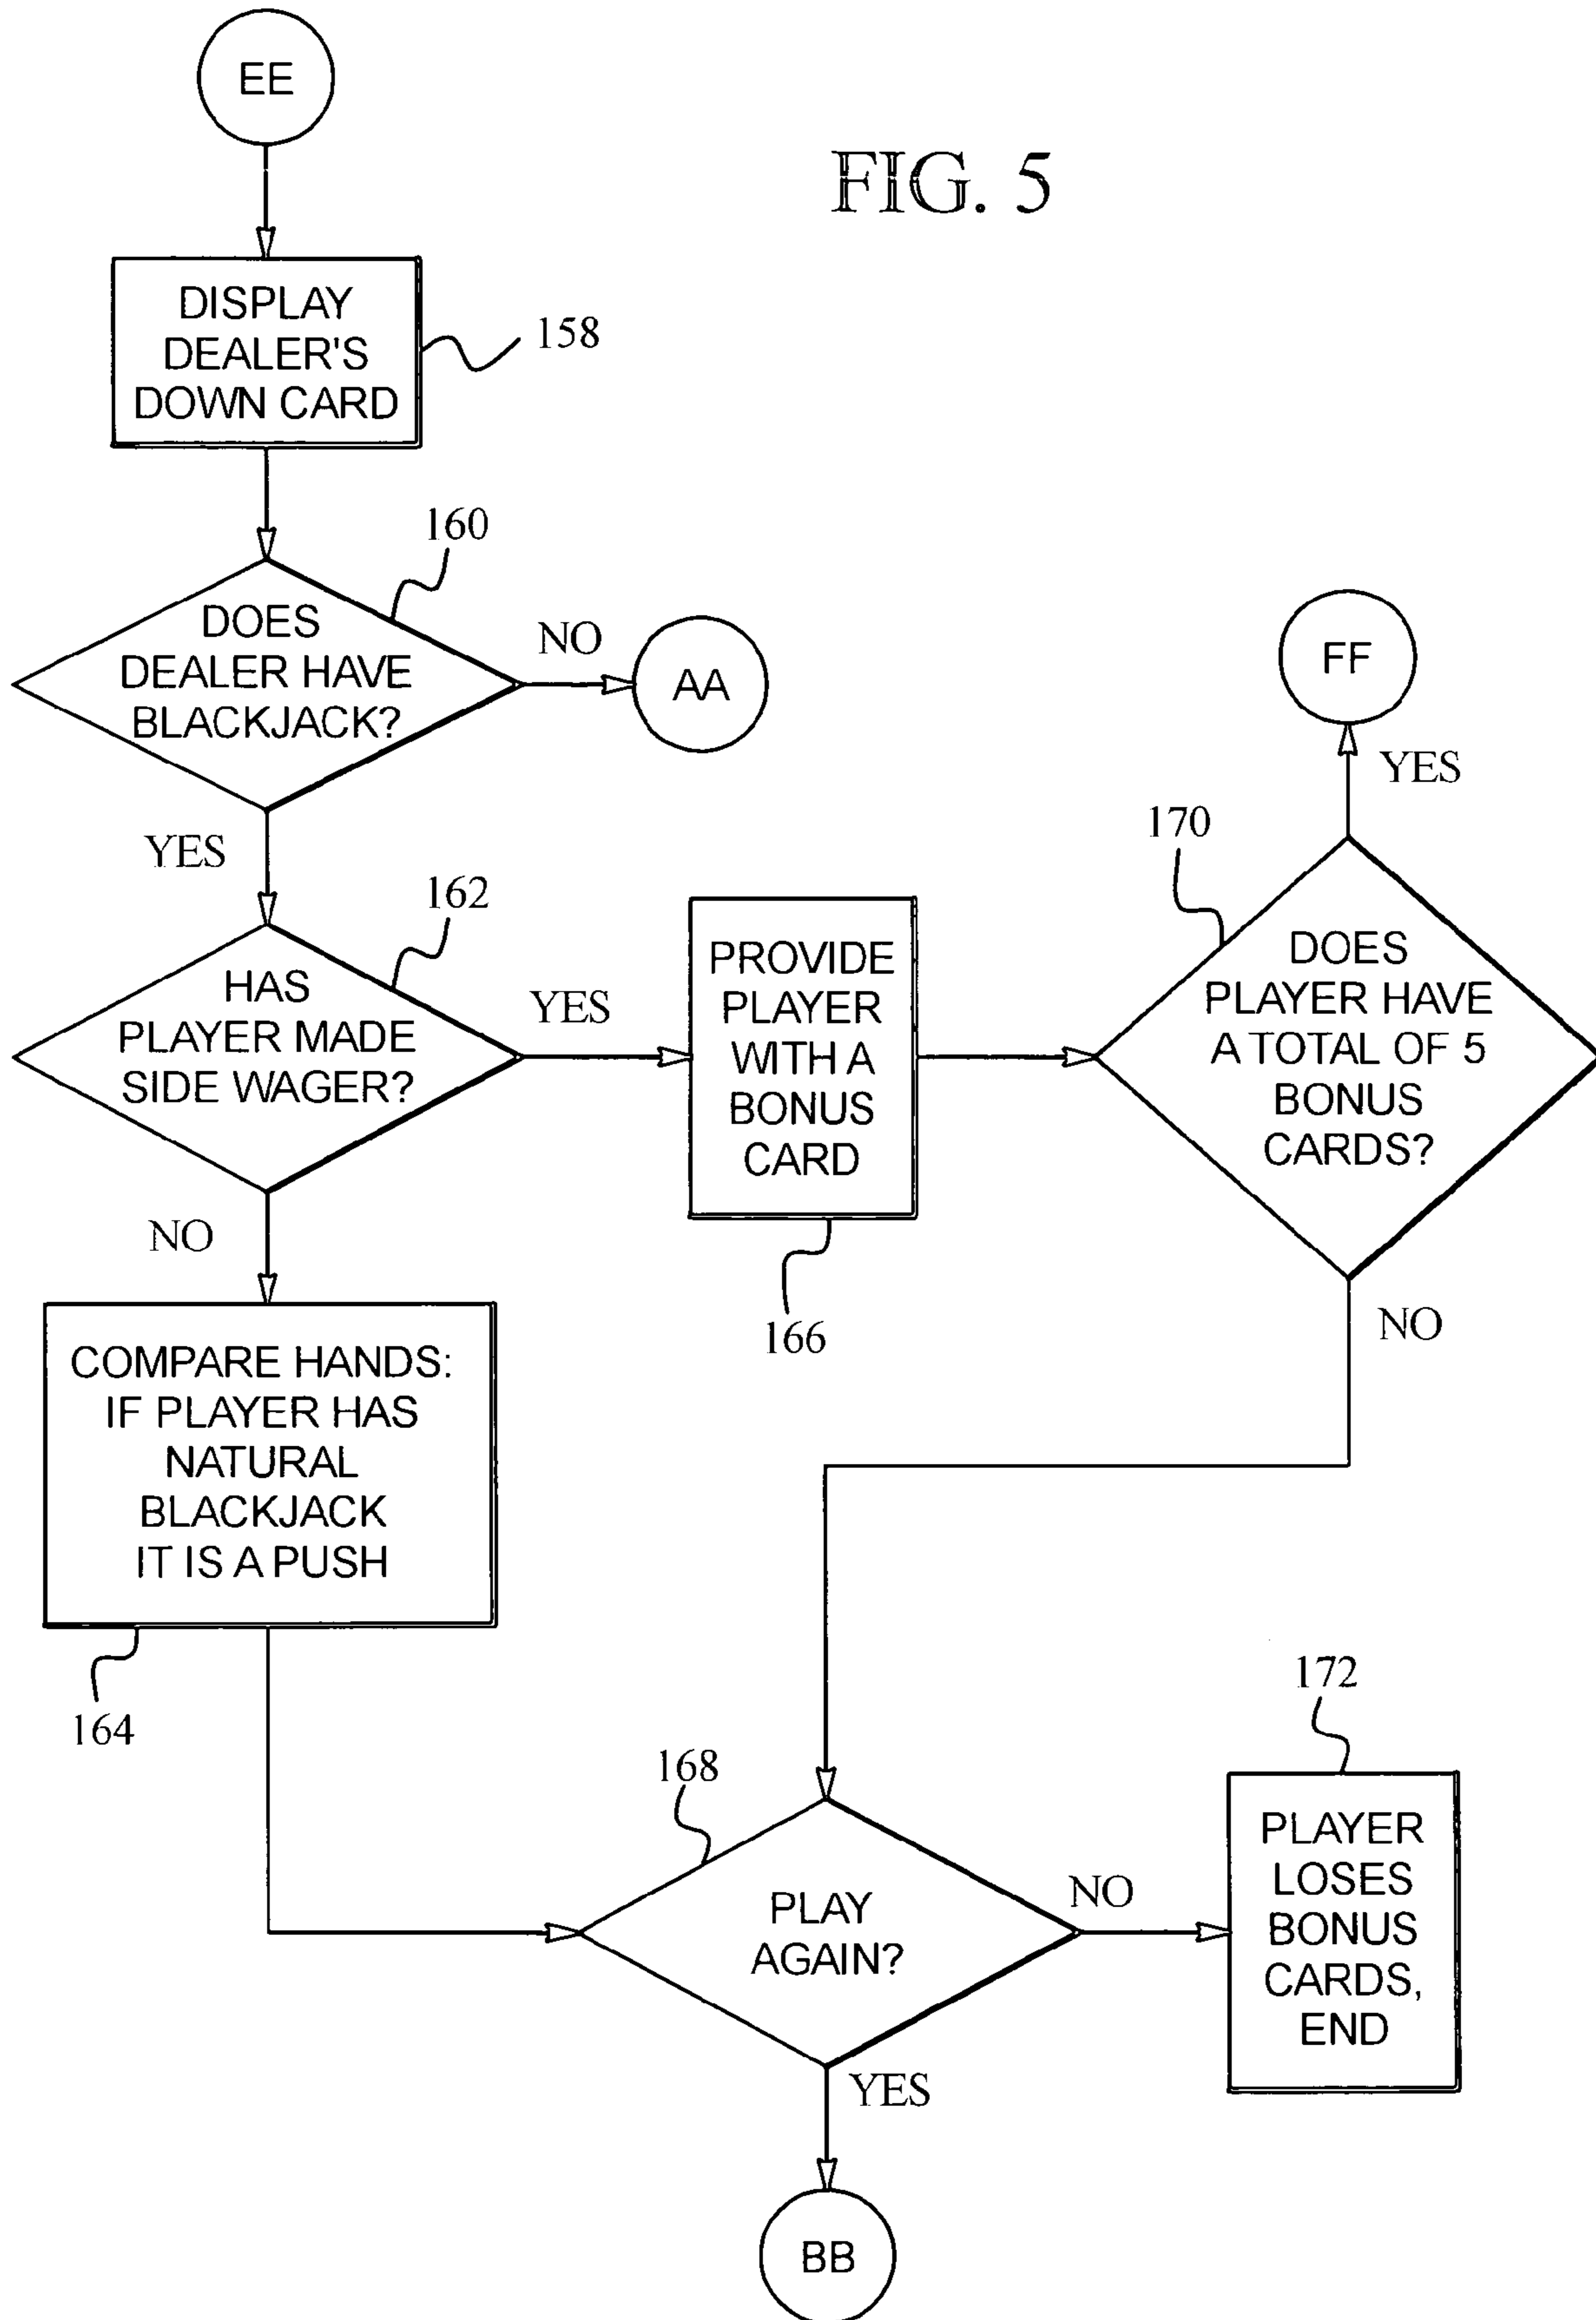 EE
FIG. 5
DISPLAY
DEALER'S
DOWN CARD
158
160
DOES
DEALER HAVE
BLACKJACK?
NO
AA
YES
FF
YES
162
HAS
PLAYER MADE
SIDE WAGER?
YES
PROVIDE
PLAYER
WITH A
BONUS
CARD
166
170
DOES
PLAYER HAVE
A TOTAL OF 5
BONUS
CARDS?
NO
NO
COMPARE HANDS:
IF PLAYER HAS
NATURAL
BLACKJACK
IT IS A PUSH
164
168
PLAY
AGAIN?
NO
172
PLAYER
LOSES
BONUS
CARDS,
END
YES
BB